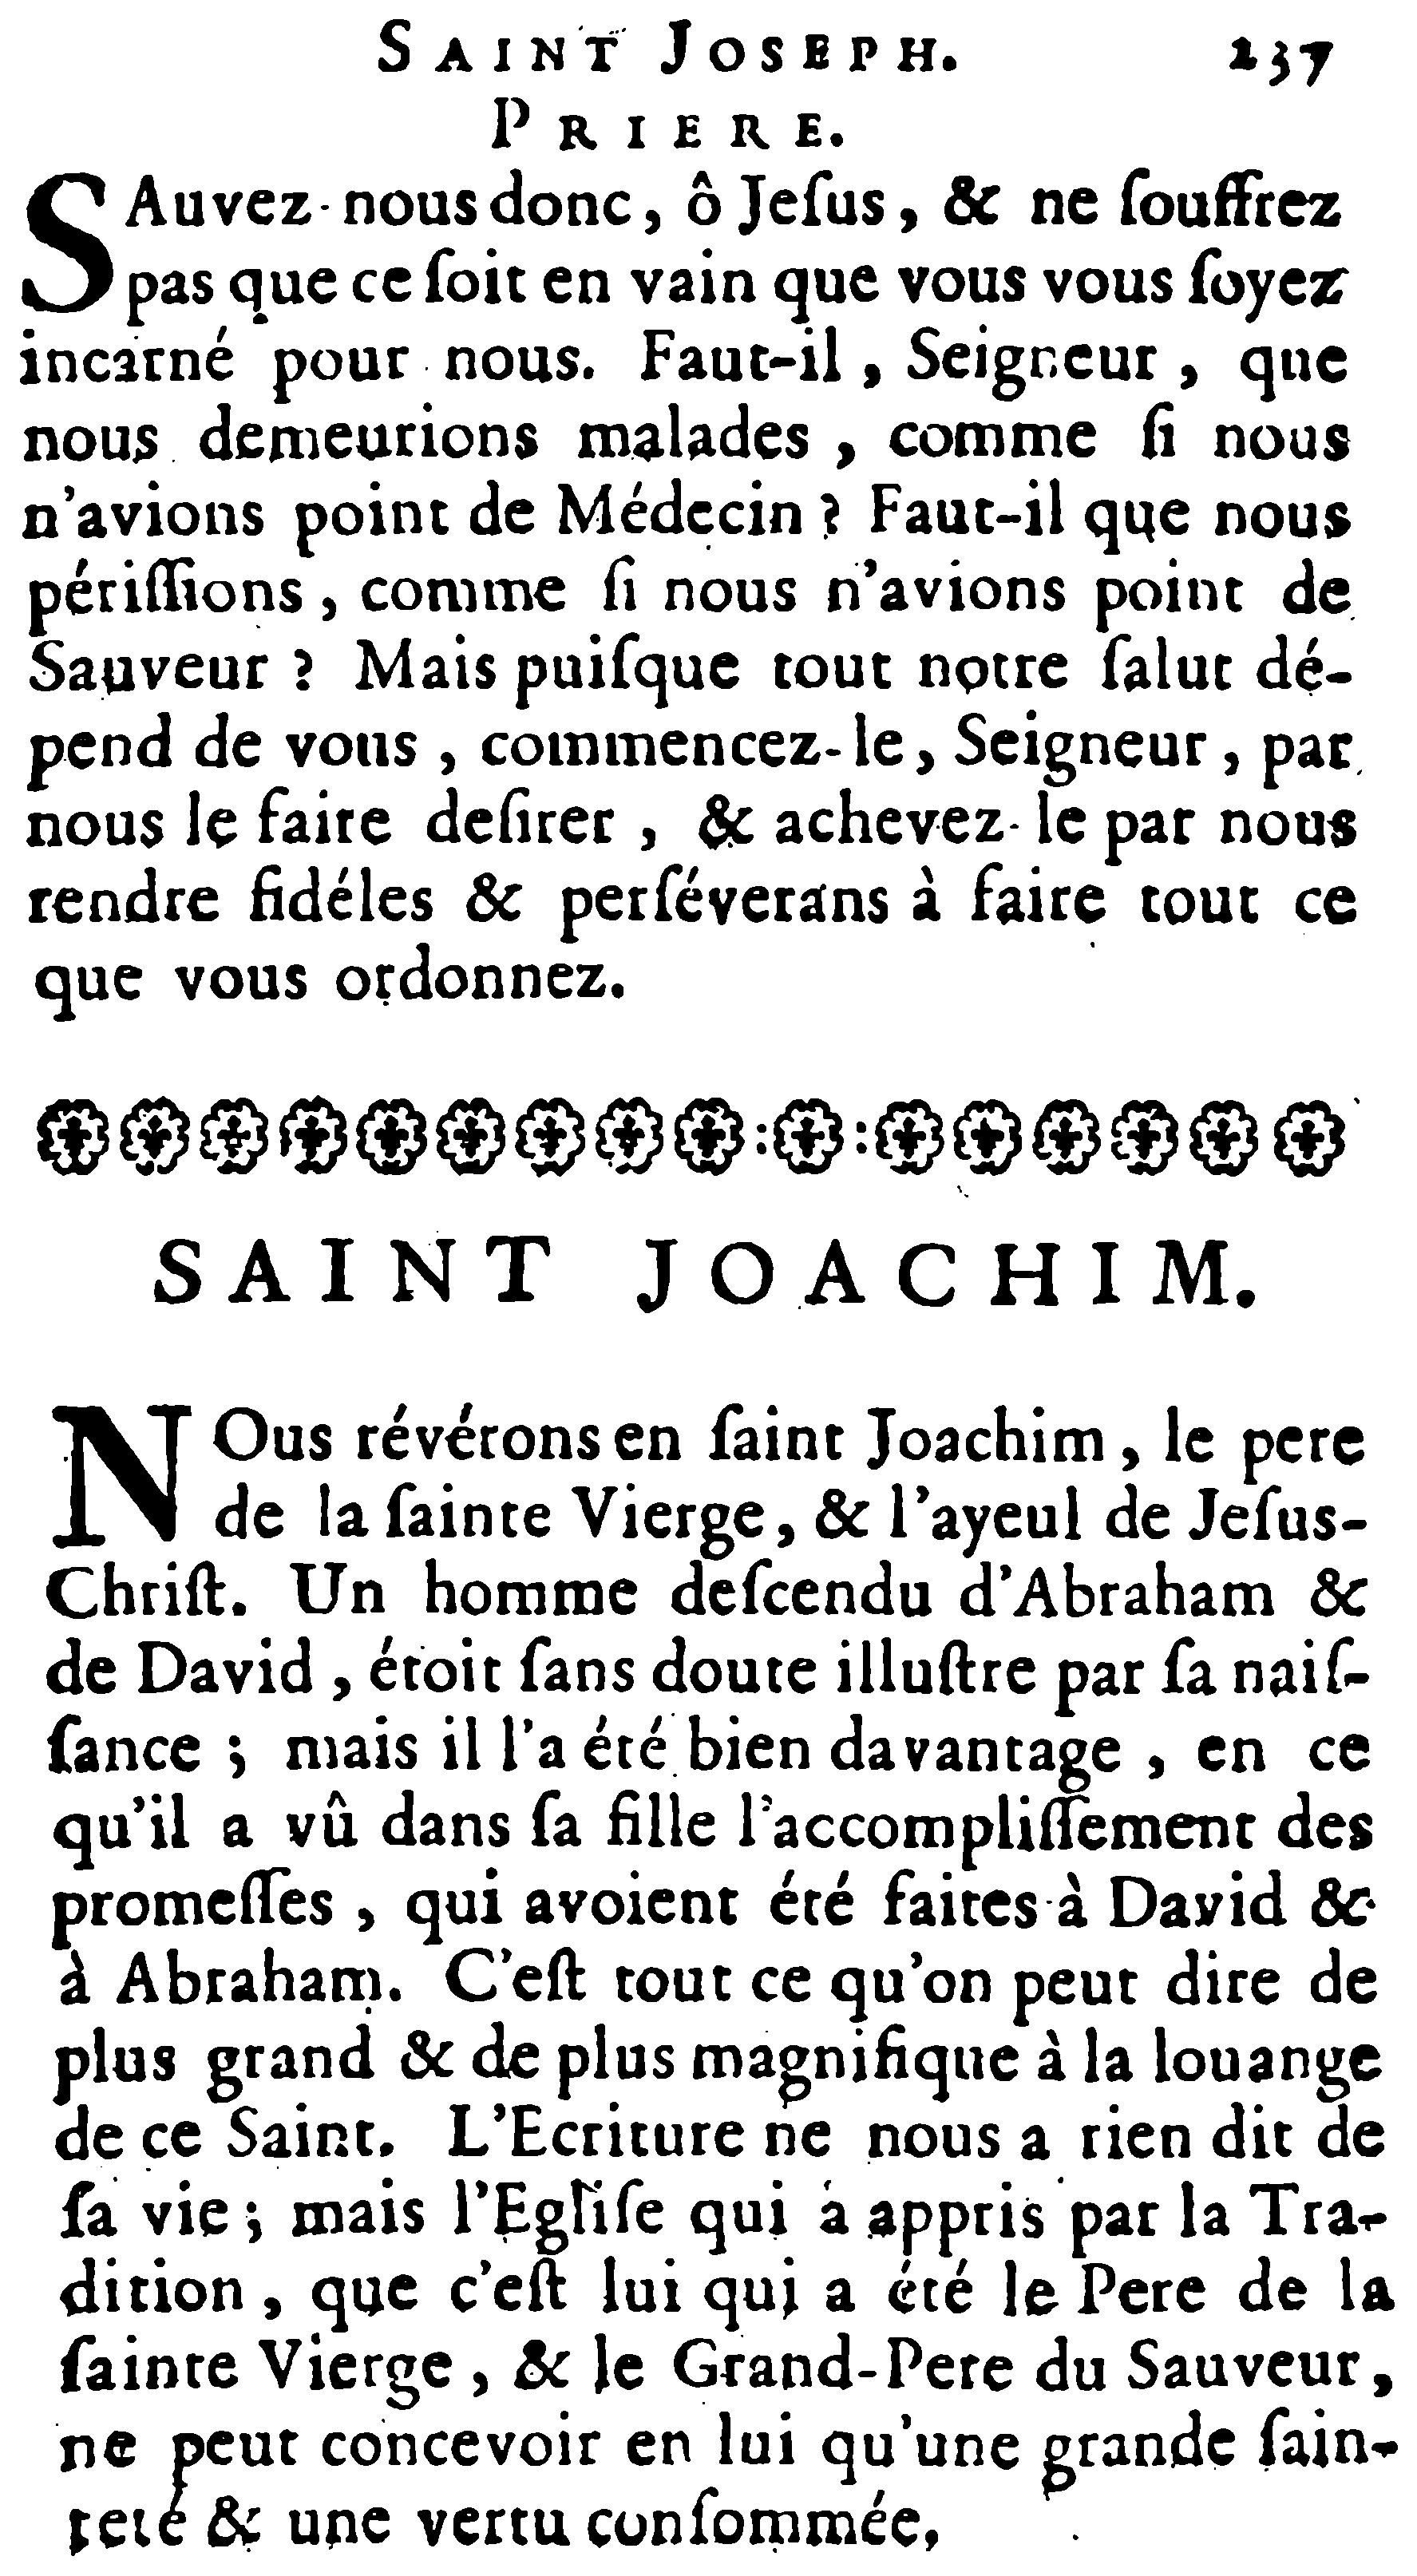 SAINT JOSEPH. 237
PRIERE.
SAuvez-nous donc, ô Jeſus, & ne ſouffrez
pas que ce ſoit en vain que vous vous ſoyez
incarné pour nous. Faut-il, Seigneur, que
nous demeurions malades, comme ſi nous
n'avions point de Médecin ? Faut-il que nous
périſſions, comme ſi nous n'avions point de
Sauveur ? Mais puiſque tout notre ſalut dé-
pend de vous, commencez-le, Seigneur, par
nous le faire deſirer, & achevez-le par nous
rendre fidéles & perſéverans à faire tout ce
que vous ordonnez.
SAINT JOACHIM.
NOus révérons en ſaint Joachim, le pere
de la ſainte Vierge, & l'ayeul de Jeſus-
Chriſt. Un homme deſcendu d'Abraham &
de David, étoit ſans doute illuſtre par ſa naiſ-
ſance ; mais il l'a été bien davantage, en ce
qu'il a vû dans ſa fille l'accompliſſement des
promeſſes, qui avoient été faites à David &
à Abraham. C'eſt tout ce qu'on peut dire de
plus grand & de plus magnifique à la louange
de ce Saint. L'Ecriture ne nous a rien dit de
ſa vie ; mais l'Egliſe qui a appris par la Tra-
dition, que c'eſt lui qui a été le Pere de la
ſainte Vierge, & le Grand-Pere du Sauveur,
ne peut concevoir en lui qu'une grande ſain-
teté & une vertu conſommée,